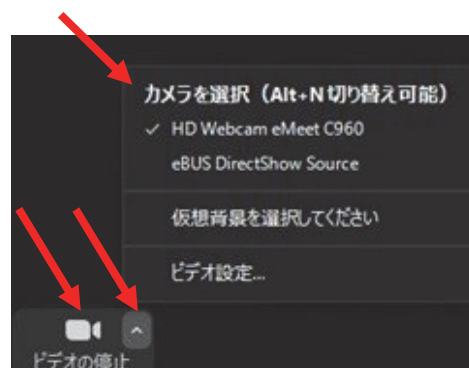 カメラを選択（Alt+N 切り替え可能）
HD Webcam eMeet C960
eBUS DirectShow Source
仮想背景を選択してください
ビデオ設定...
ビデオの停止